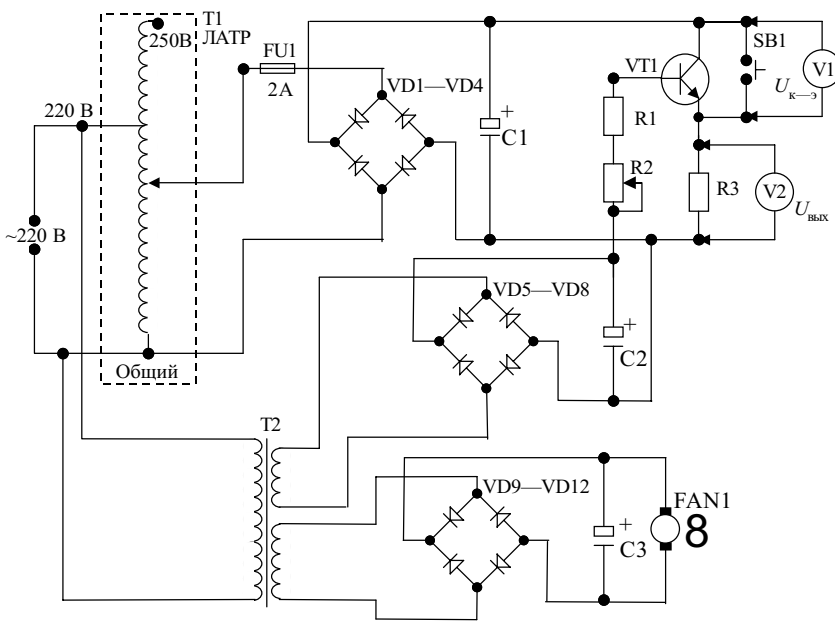 T1
ЛАТР
250В
FU1
2А
220 В
~220 В
Общий
VD1—VD4
+
C1
VT1
R1
R2
R3
SB1
V1
Uк—э
V2
Uвых
VD5—VD8
+
C2
T2
VD9—VD12
+
C3
FAN1
8